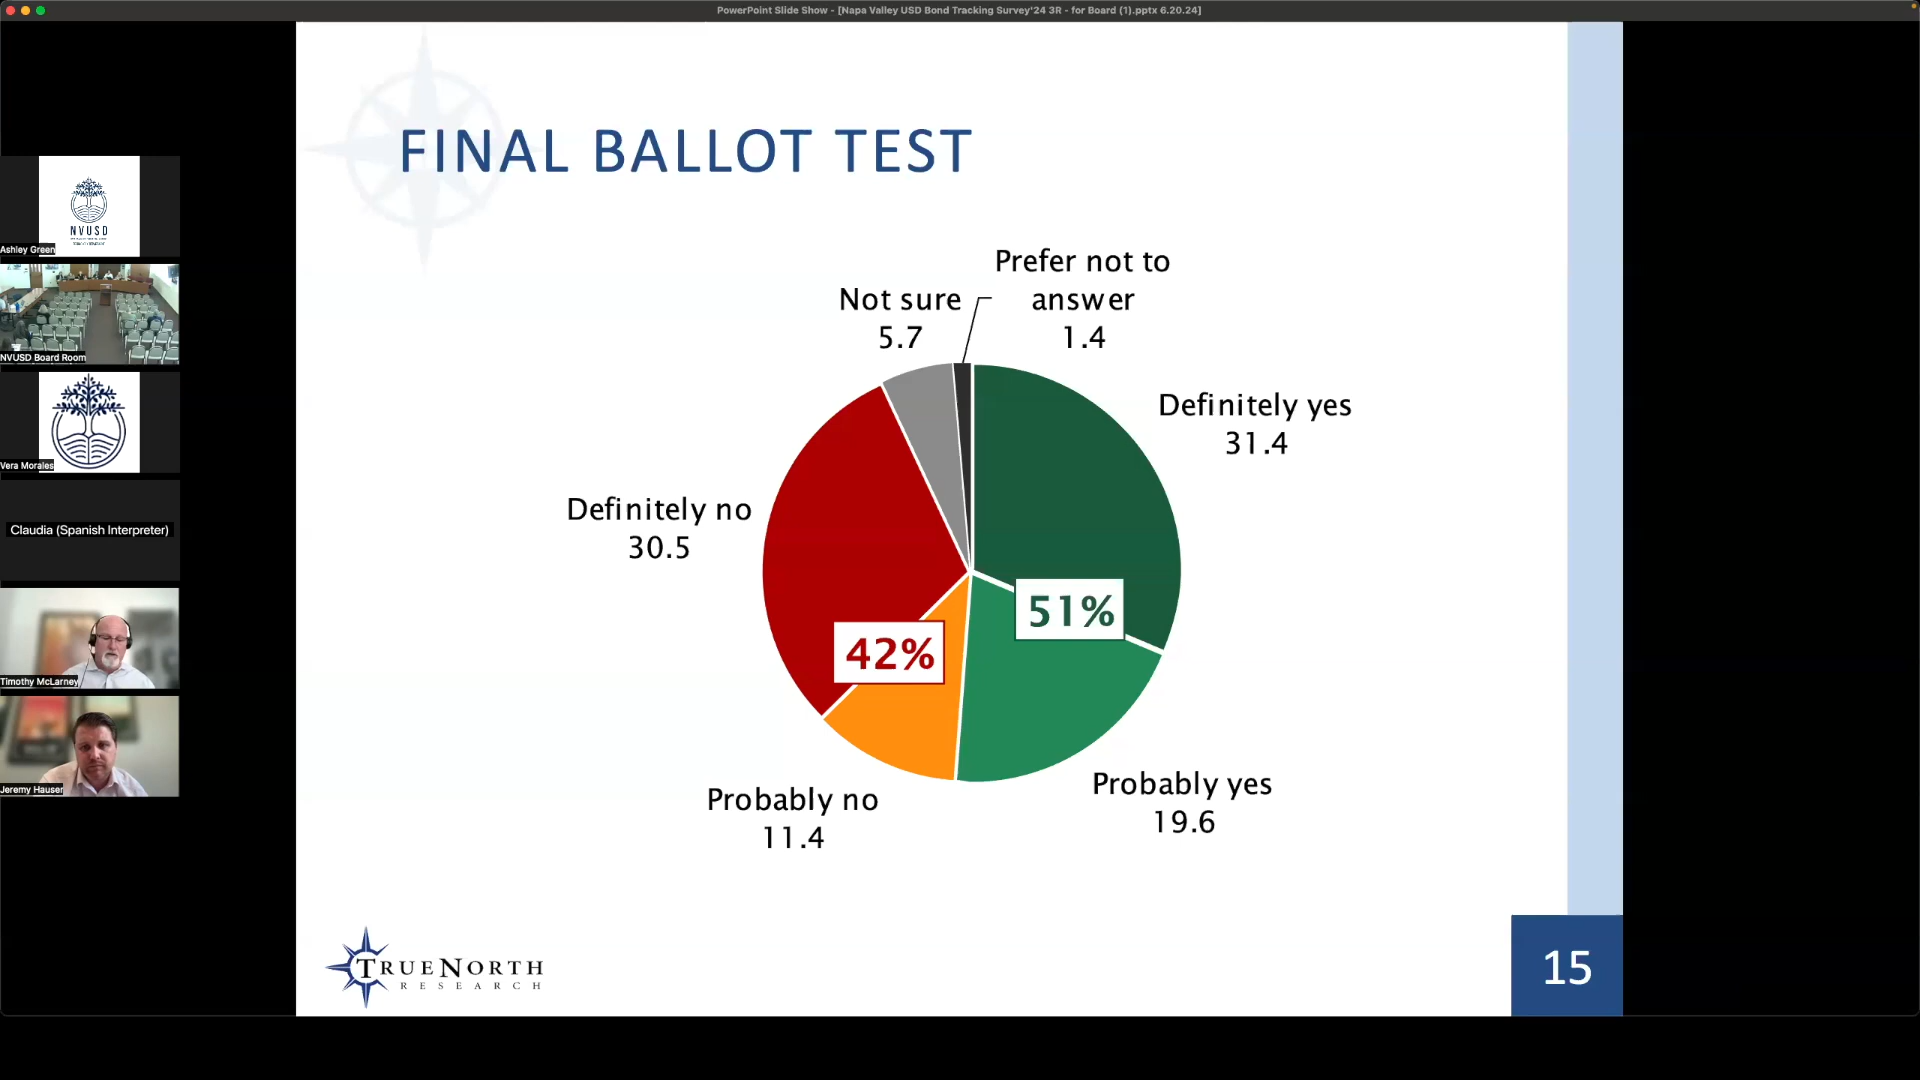 PowerPoint Slide Show - [Napa Valley USD Bond Tracking Survey'24 3R - for Board (1).pptx 6.20.24]
FINAL BALLOT TEST
Prefer not to
answer
1.4
Not sure
5.7
Definitely yes
31.4
Definitely no
30.5
51%
42%
Probably yes
19.6
Probably no
11.4
TRUENORTH
RESEARCH
15
NVUSD
Ashley Green
NVUSD Board Room
Vera Morales
Claudia (Spanish Interpreter)
Timothy McLarney
Jeremy Hauser